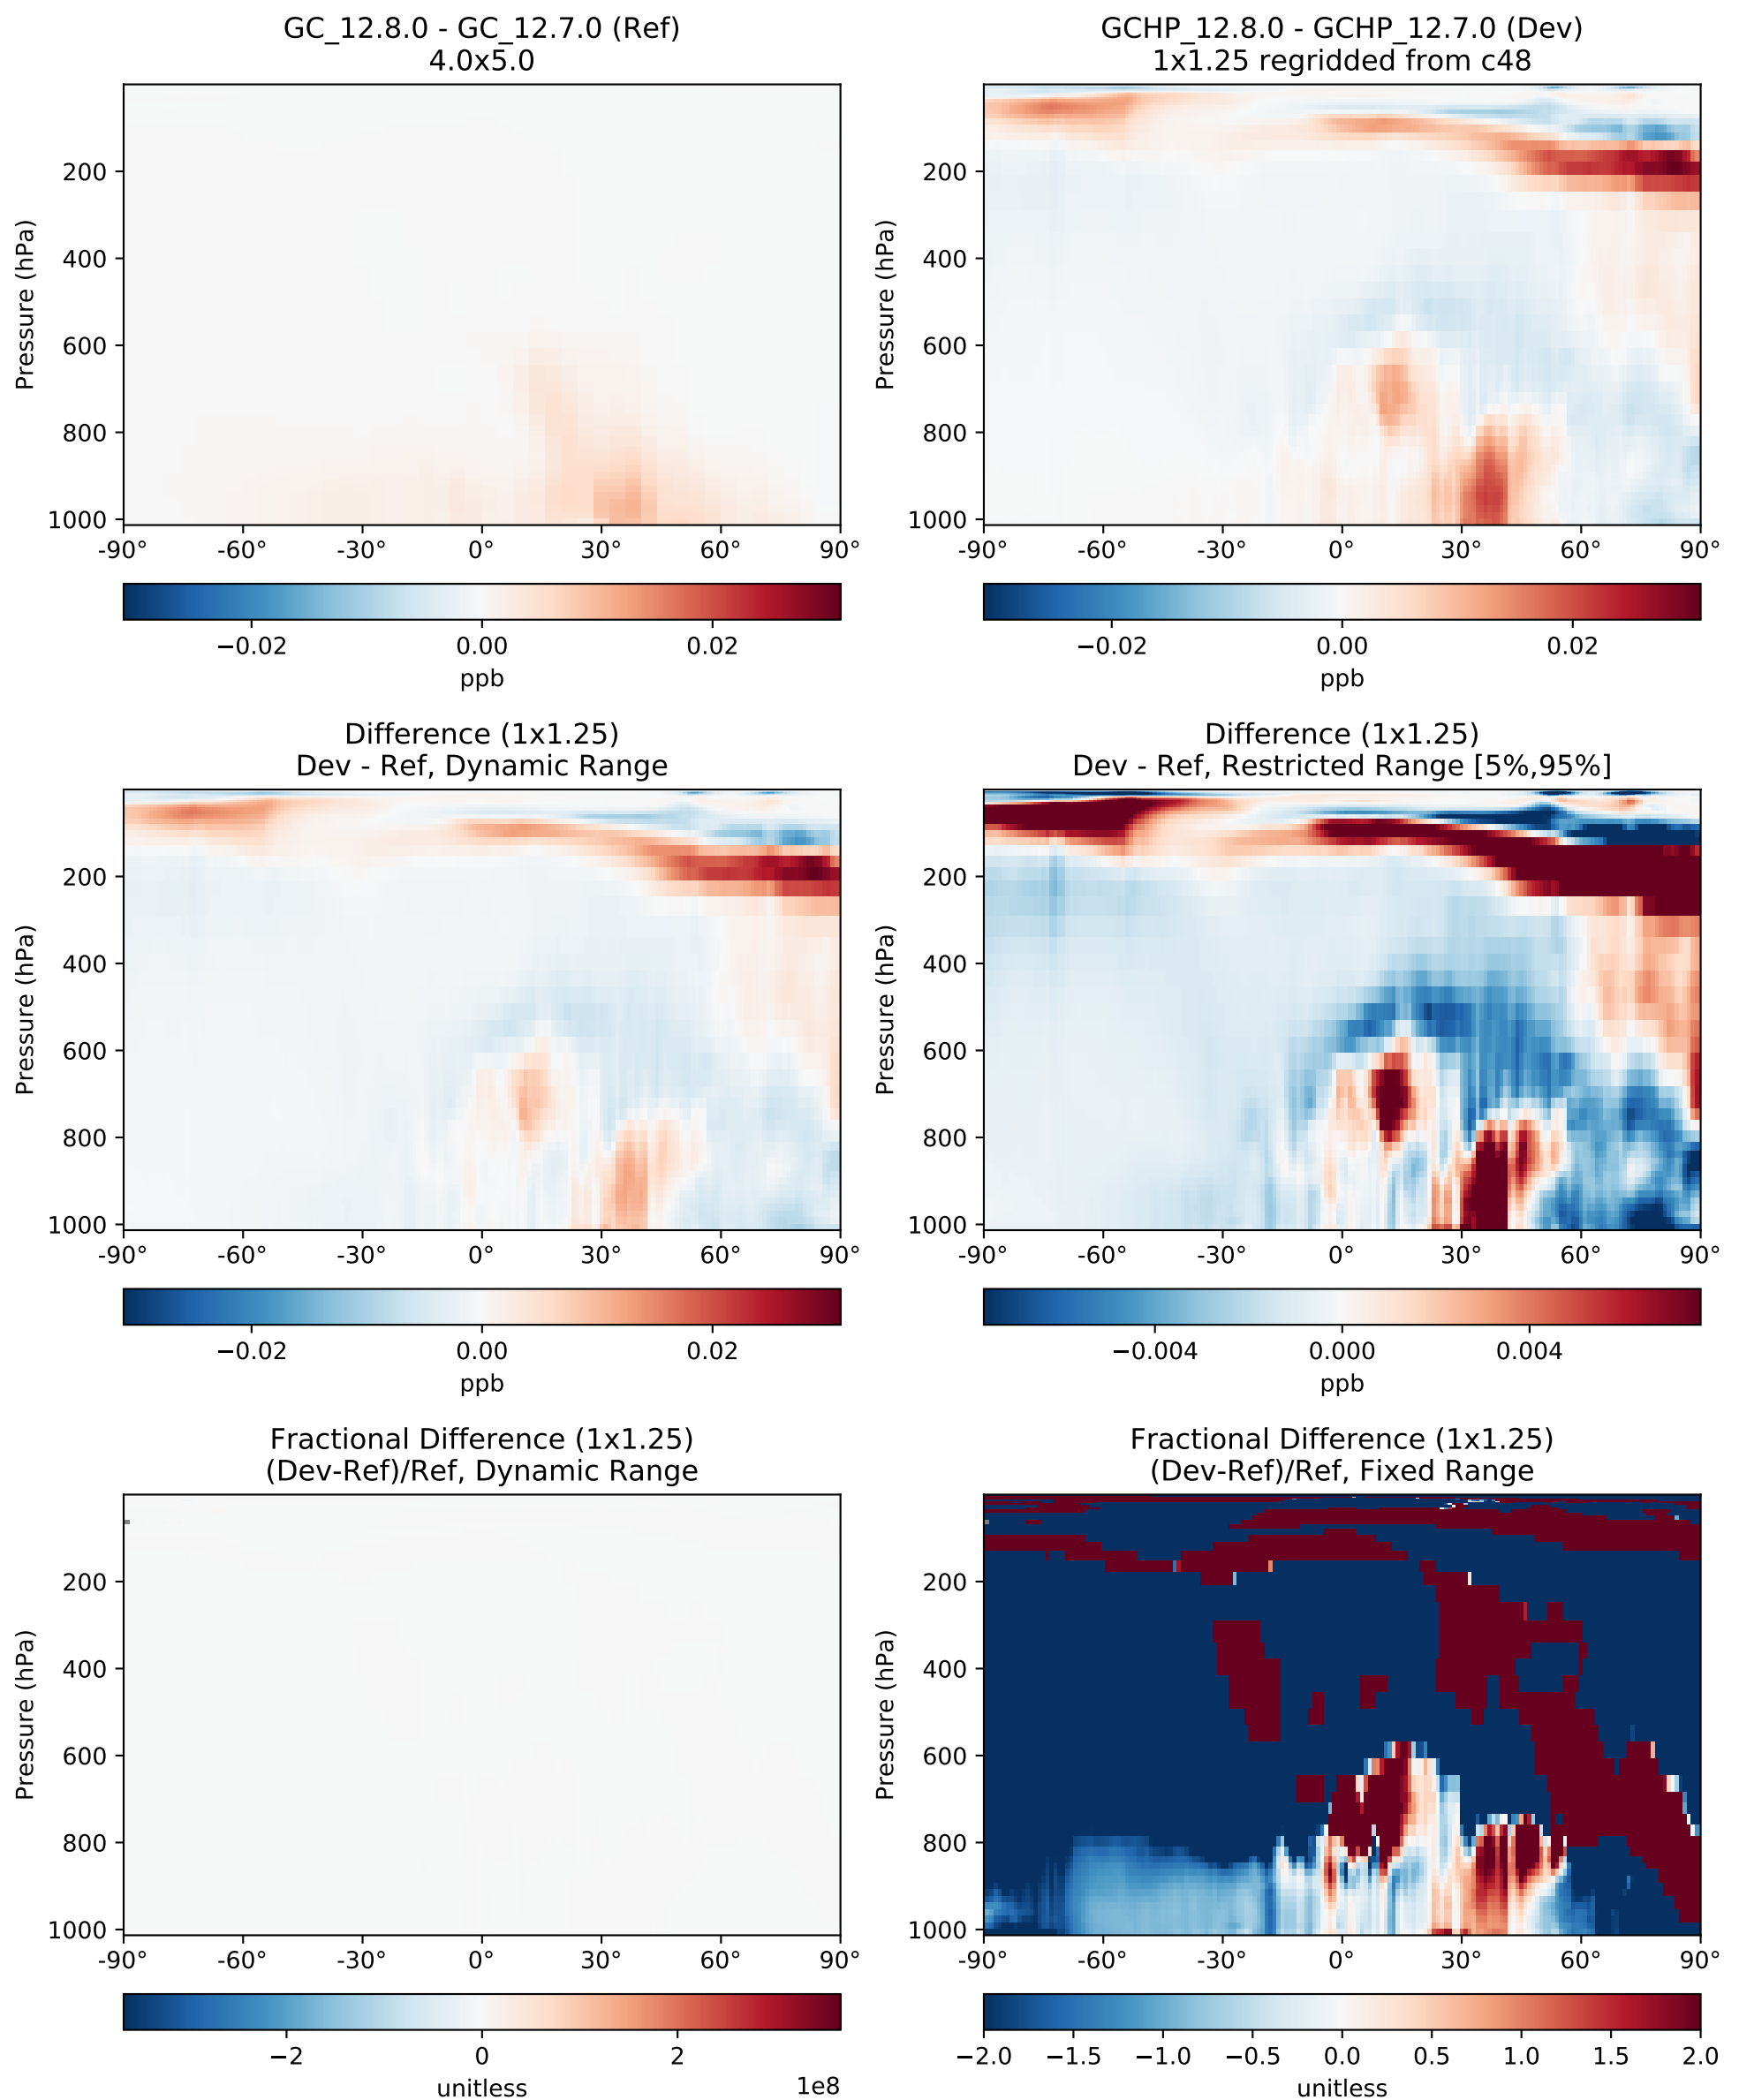 GC_12.8.0 - GC_12.7.0 (Ref)
4.0x5.0
Pressure (hPa)
200
400
600
800
1000
-90° -60° -30° 0° 30° 60° 90°
−0.02 0.00 0.02
ppb
GCHP_12.8.0 - GCHP_12.7.0 (Dev)
1x1.25 regridded from c48
Pressure (hPa)
200
400
600
800
1000
-90° -60° -30° 0° 30° 60° 90°
−0.02 0.00 0.02
ppb
Difference (1x1.25)
Dev - Ref, Dynamic Range
Pressure (hPa)
200
400
600
800
1000
-90° -60° -30° 0° 30° 60° 90°
−0.02 0.00 0.02
ppb
Difference (1x1.25)
Dev - Ref, Restricted Range [5%,95%]
Pressure (hPa)
200
400
600
800
1000
-90° -60° -30° 0° 30° 60° 90°
−0.004 0.000 0.004
ppb
Fractional Difference (1x1.25)
(Dev-Ref)/Ref, Dynamic Range
Pressure (hPa)
200
400
600
800
1000
-90° -60° -30° 0° 30° 60° 90°
−2 0 2
unitless 1e8
Fractional Difference (1x1.25)
(Dev-Ref)/Ref, Fixed Range
Pressure (hPa)
200
400
600
800
1000
-90° -60° -30° 0° 30° 60° 90°
−2.0 −1.5 −1.0 −0.5 0.0 0.5 1.0 1.5 2.0
unitless